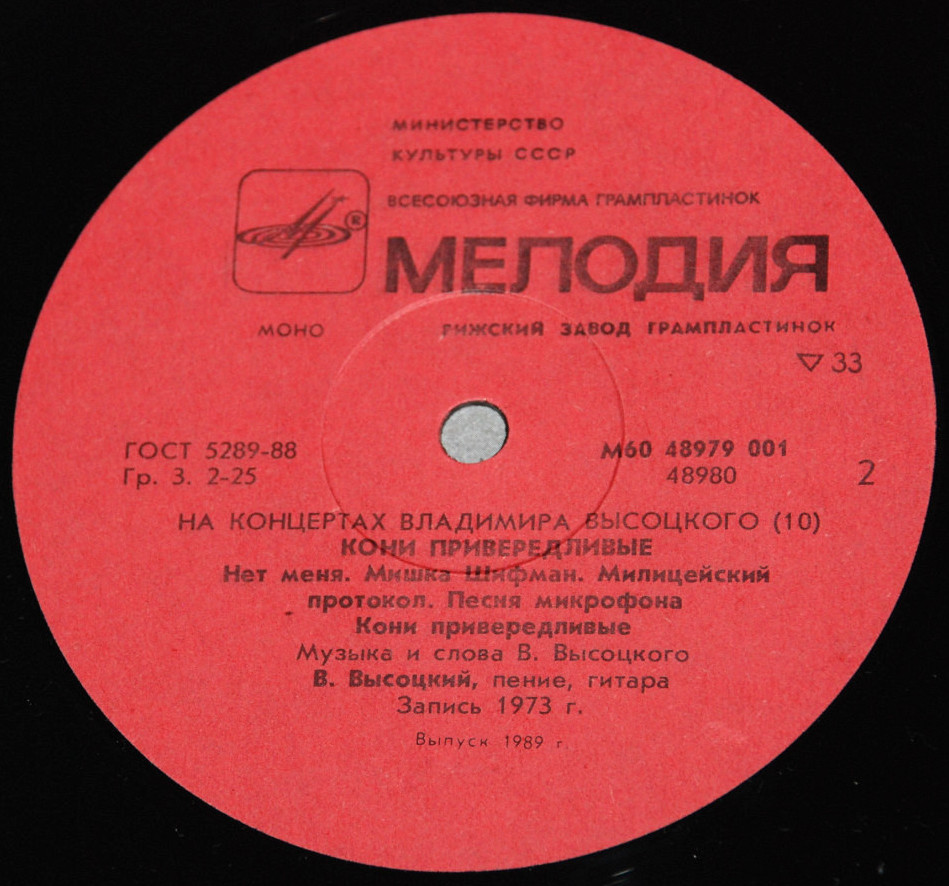 МИНИСТЕРСТВО
КУЛЬТУРЫ СССР
ВСЕСОЮЗНАЯ ФИРМА ГРАМПЛАСТИНОК
®
МЕЛОДИЯ
МОНО
РИЖСКИЙ ЗАВОД ГРАМПЛАСТИНОК
▽ 33
ГОСТ 5289-88
М60 48979 001
Гр. 3. 2-25
48980
2
НА КОНЦЕРТАХ ВЛАДИМИРА ВЫСОЦКОГО (10)
КОНИ ПРИВЕРЕДЛИВЫЕ
Нет меня. Мишка Шифман. Милицейский
протокол. Песня микрофона
Кони привередливые
Музыка и слова В. Высоцкого
В. Высоцкий, пение, гитара
Запись 1973 г.
Выпуск 1989 г.